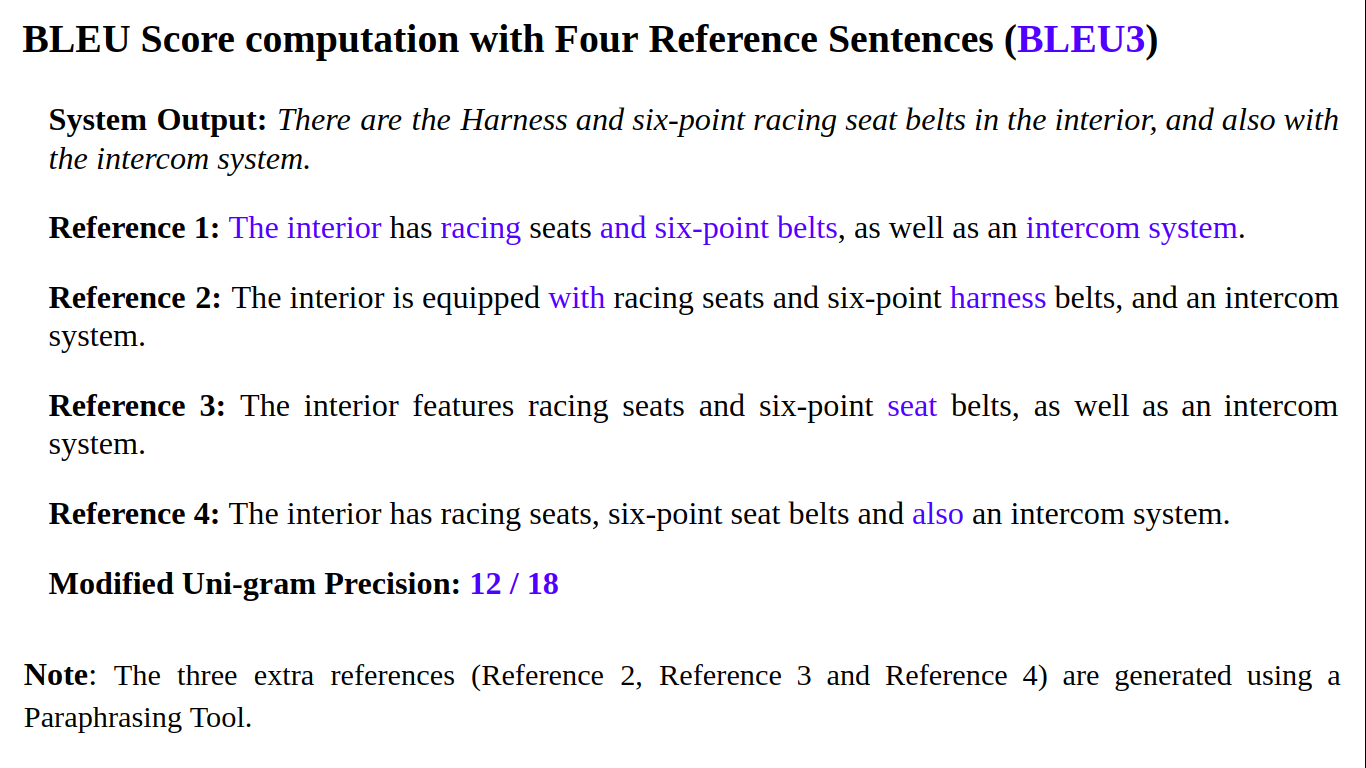 BLEU Score computation with Four Reference Sentences (BLEU3)
System Output: There are the Harness and six-point racing seat belts in the interior, and also with
the intercom system.
Reference 1: The interior has racing seats and six-point belts, as well as an intercom system.
Reference 2: The interior is equipped with racing seats and six-point harness belts, and an intercom
system.
Reference 3: The interior features racing seats and six-point seat belts, as well as an intercom
system.
Reference 4: The interior has racing seats, six-point seat belts and also an intercom system.
Modified Uni-gram Precision: 12 / 18
Note: The three extra references (Reference 2, Reference 3 and Reference 4) are generated using a
Paraphrasing Tool.